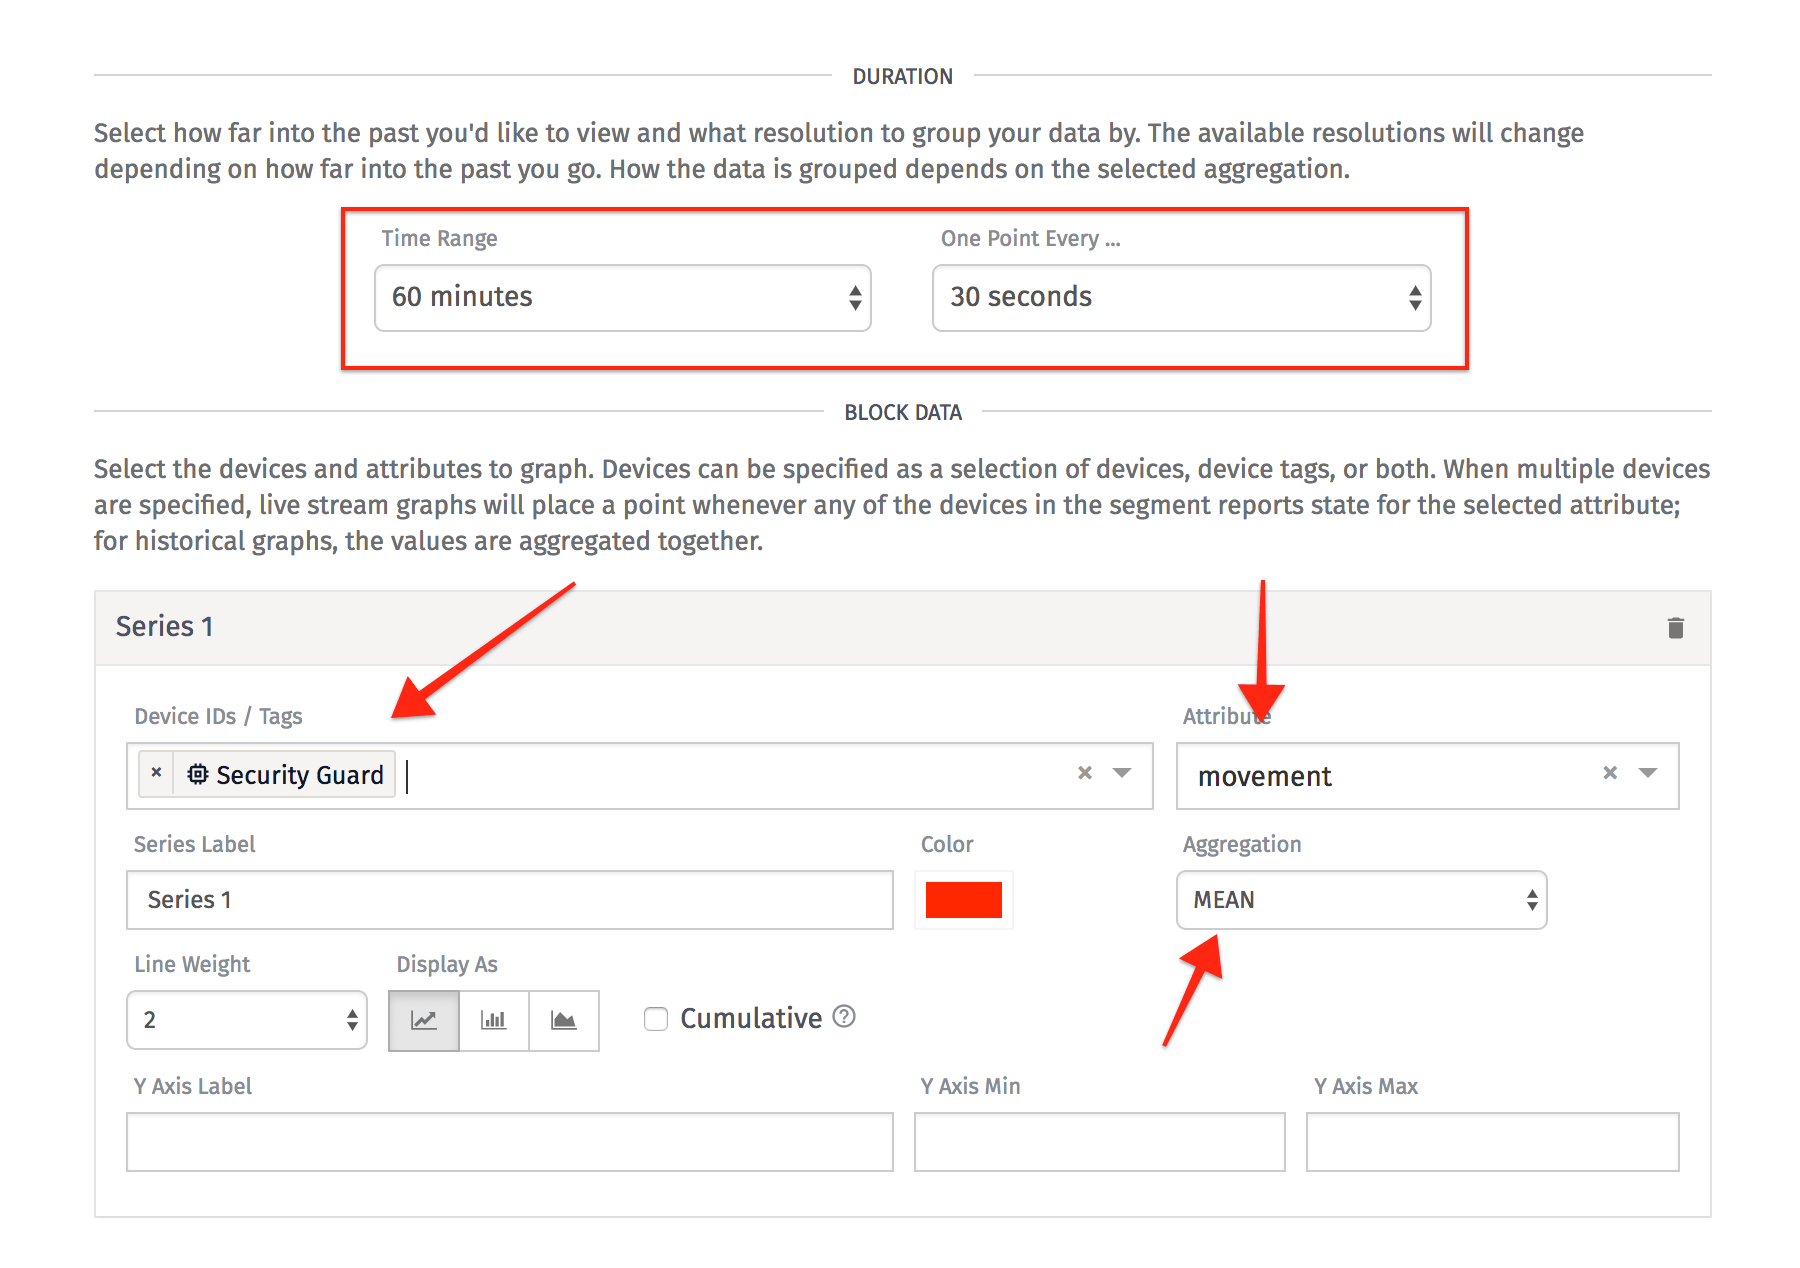 DURATION
Select how far into the past you'd like to view and what resolution to group your data by. The available resolutions will change
depending on how far into the past you go. How the data is grouped depends on the selected aggregation.
Time Range
One Point Every ...
60 minutes
30 seconds
BLOCK DATA
Select the devices and attributes to graph. Devices can be specified as a selection of devices, device tags, or both. When multiple devices
are specified, live stream graphs will place a point whenever any of the devices in the segment reports state for the selected attribute;
for historical graphs, the values are aggregated together.
Series 1
Device IDs / Tags
Attribute
× Security Guard
movement
Series Label
Color
Aggregation
Series 1
MEAN
Line Weight
Display As
2
Cumulative ?
Y Axis Label
Y Axis Min
Y Axis Max